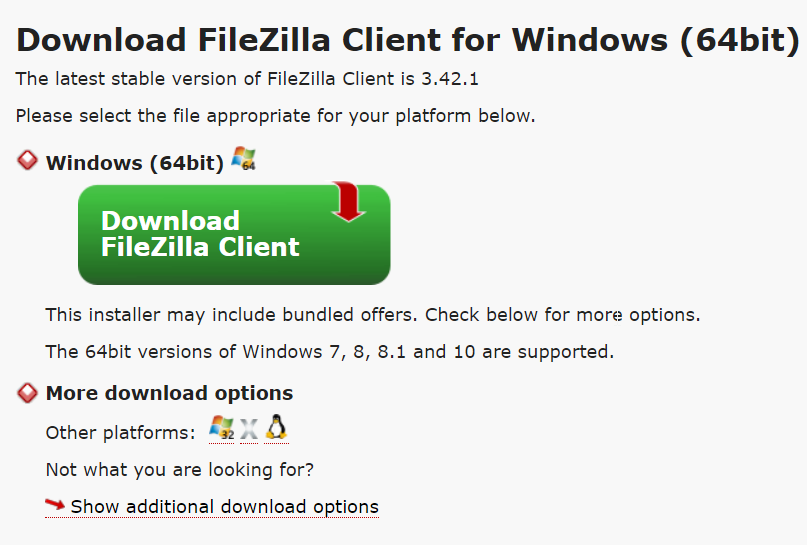 Download FileZilla Client for Windows (64bit)
The latest stable version of FileZilla Client is 3.42.1
Please select the file appropriate for your platform below.
Windows (64bit) 64
Download
FileZilla Client
This installer may include bundled offers. Check below for more options.
The 64bit versions of Windows 7, 8, 8.1 and 10 are supported.
More download options
Other platforms: 32
Not what you are looking for?
Show additional download options